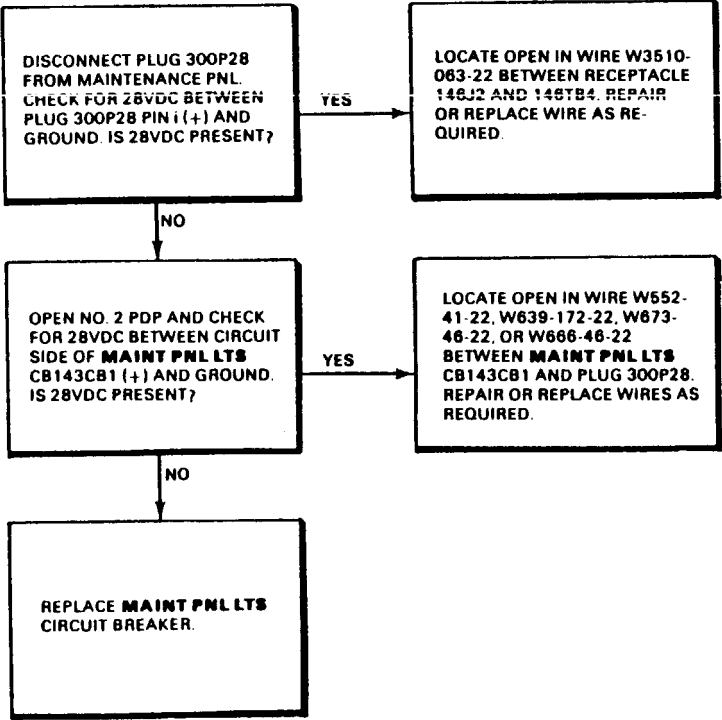 DISCONNECT PLUG 300P28
FROM MAINTENANCE PNL.
CHECK FOR 28VDC BETWEEN
PLUG 300P28 PIN i (+) AND
GROUND. IS 28VDC PRESENT?
YES
LOCATE OPEN IN WIRE W3510-
063-22 BETWEEN RECEPTACLE
146J2 AND 146TB4. REPAIR
OR REPLACE WIRE AS RE-
QUIRED.
NO
OPEN NO. 2 PDP AND CHECK
FOR 28VDC BETWEEN CIRCUIT
SIDE OF MAINT PNL LTS
CB143CB1 (+) AND GROUND.
IS 28VDC PRESENT?
YES
LOCATE OPEN IN WIRE W552-
41-22, W639-172-22, W673-
46-22, OR W666-46-22
BETWEEN MAINT PNL LTS
CB143CB1 AND PLUG 300P28.
REPAIR OR REPLACE WIRES AS
REQUIRED.
NO
REPLACE MAINT PNL LTS
CIRCUIT BREAKER.